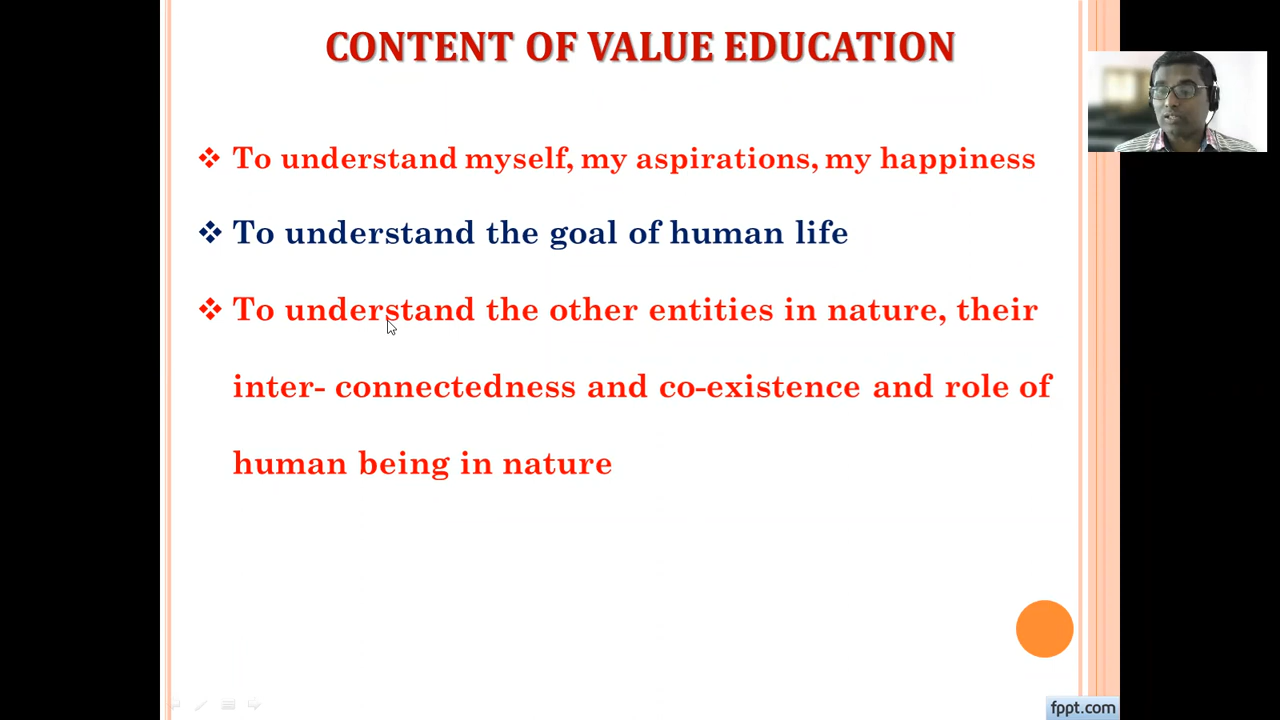 CONTENT OF VALUE EDUCATION
To understand myself, my aspirations, my happiness
To understand the goal of human life
To understand the other entities in nature, their
inter- connectedness and co-existence and role of
human being in nature
fppt.com